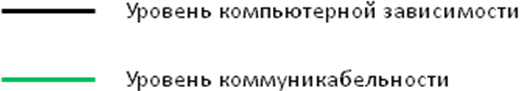 Уровень компьютерной зависимости
Уровень коммуникабельности